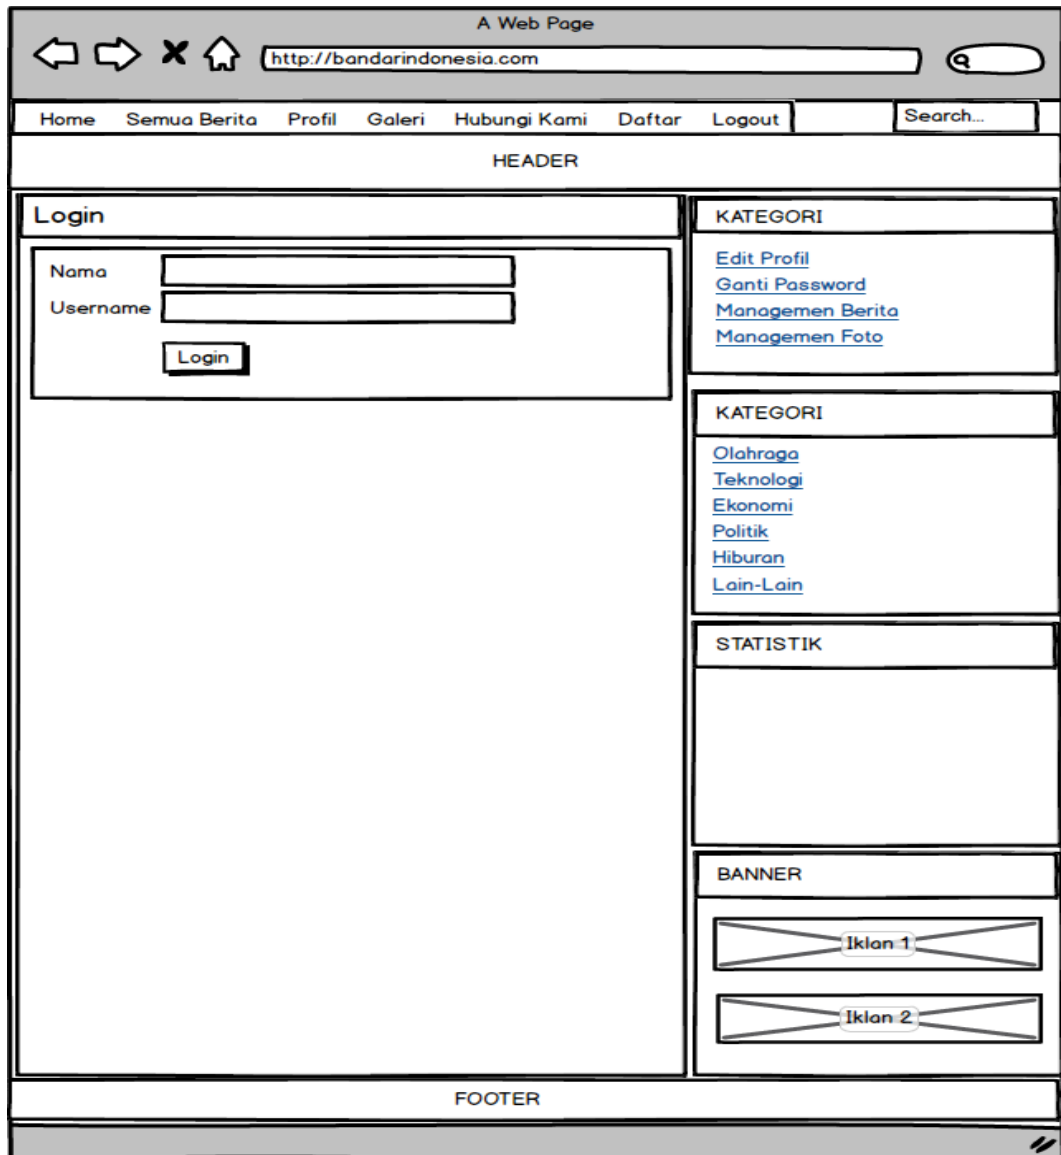 A Web Page
http://bandarindonesia.com
Home Semua Berita Profil Galeri Hubungi Kami Daftar Logout Search...
HEADER
Login
Nama
Username
Login
KATEGORI
Edit Profil
Ganti Password
Managemen Berita
Managemen Foto
KATEGORI
Olahraga
Teknologi
Ekonomi
Politik
Hiburan
Lain-Lain
STATISTIK
BANNER
Iklan 1
Iklan 2
FOOTER